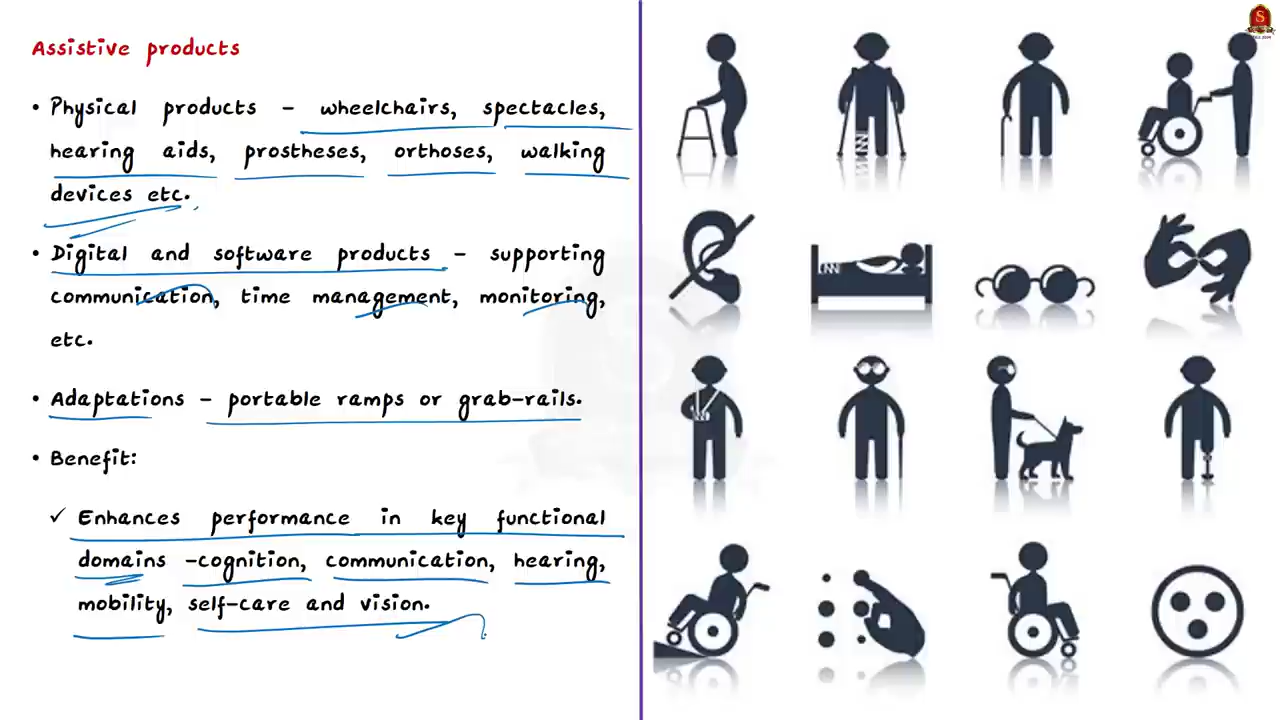 Assistive products
• Physical products – wheelchairs, spectacles,
hearing aids, prostheses, orthoses, walking
devices etc.
• Digital and software products – supporting
communication, time management, monitoring,
etc.
• Adaptations – portable ramps or grab-rails.
• Benefit:
✓ Enhances performance in key functional
domains -cognition, communication, hearing,
mobility, self-care and vision.
S